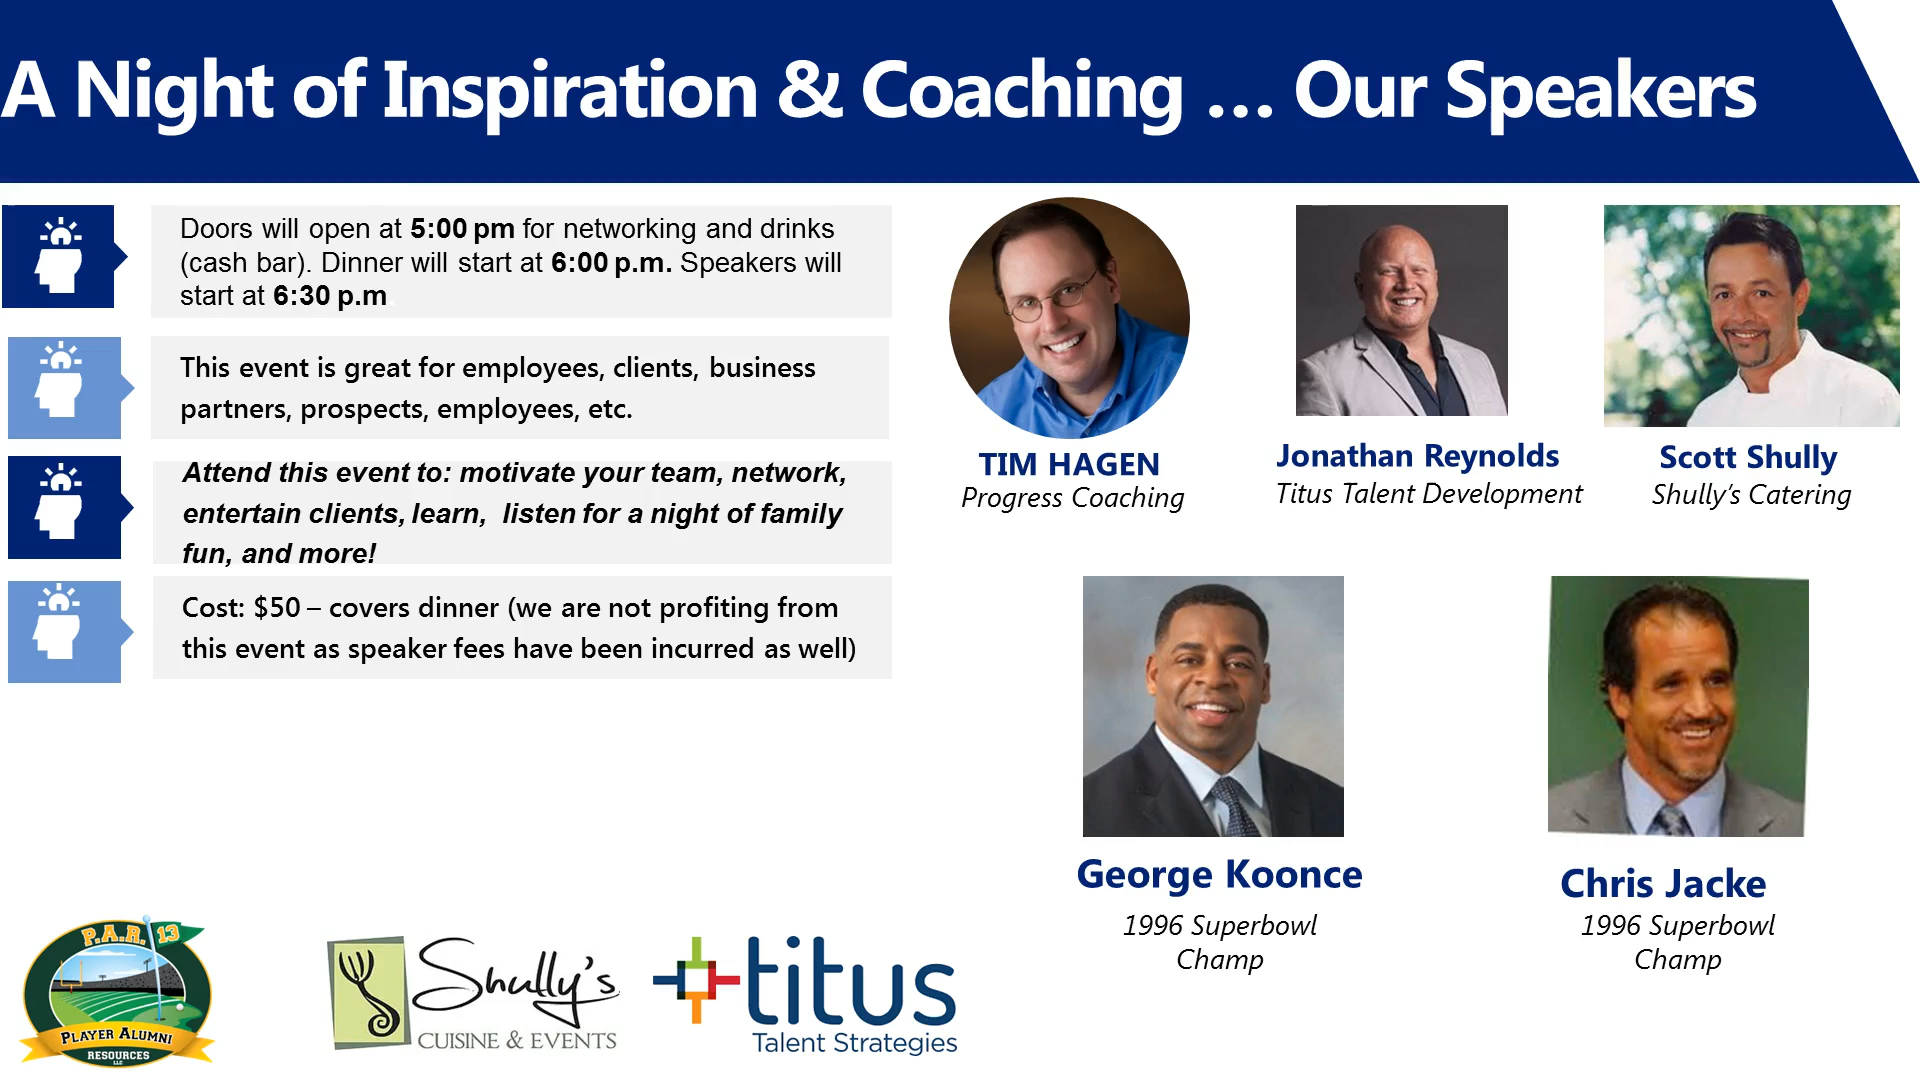 A Night of Inspiration & Coaching ... Our Speakers
Doors will open at 5:00 pm for networking and drinks
(cash bar). Dinner will start at 6:00 p.m. Speakers will
start at 6:30 p.m
This event is great for employees, clients, business
partners, prospects, employees, etc.
Attend this event to: motivate your team, network,
entertain clients, learn,  listen for a night of family
fun, and more!
Cost: $50 – covers dinner (we are not profiting from
this event as speaker fees have been incurred as well)
TIM HAGEN
Progress Coaching
Jonathan Reynolds
Titus Talent Development
Scott Shully
Shully’s Catering
George Koonce
1996 Superbowl
Champ
Chris Jacke
1996 Superbowl
Champ
P.A.R. 13
PLAYER ALUMNI
RESOURCES
LLC
Shully's
CUISINE & EVENTS
titus
Talent Strategies